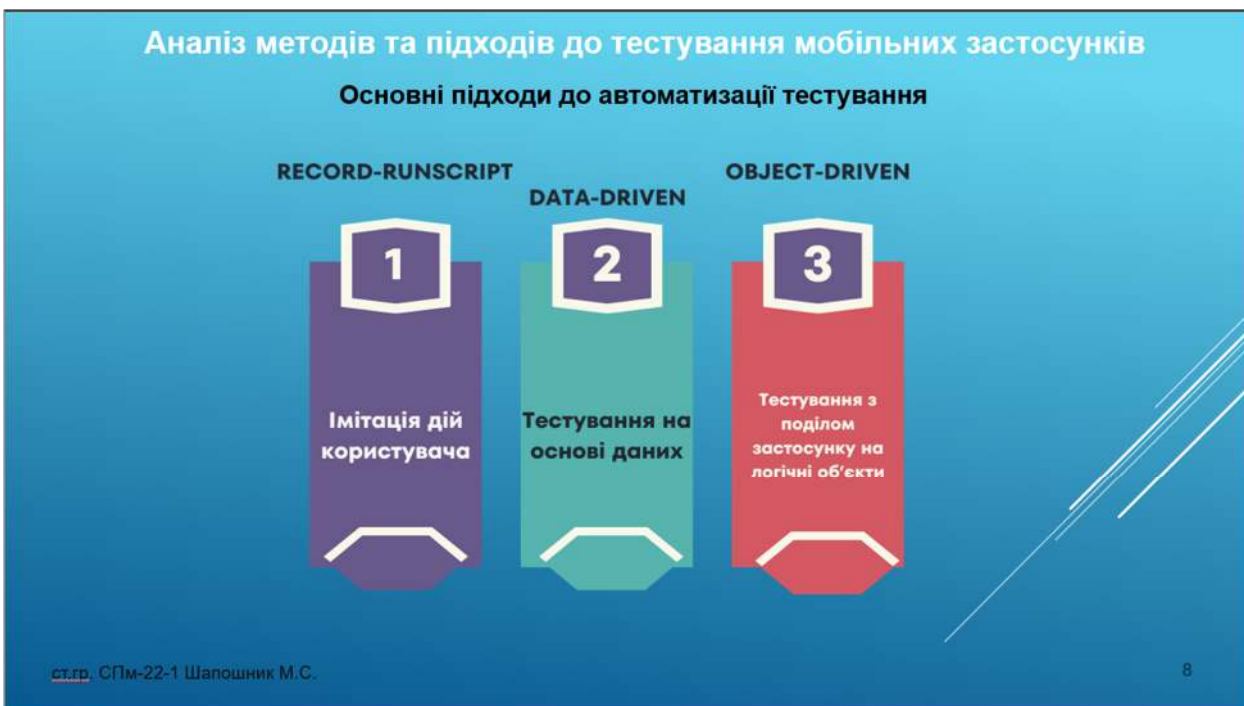 Аналіз методів та підходів до тестування мобільних застосунків
Основні підходи до автоматизації тестування
RECORD-RUNSCRIPT
DATA-DRIVEN
OBJECT-DRIVEN
1
2
3
Імітація дій
користувача
Тестування на
основі даних
Тестування з
поділом
застосунку на
логічні об'єкти
ст.гр. СПм-22-1 Шапошник М.С.
8